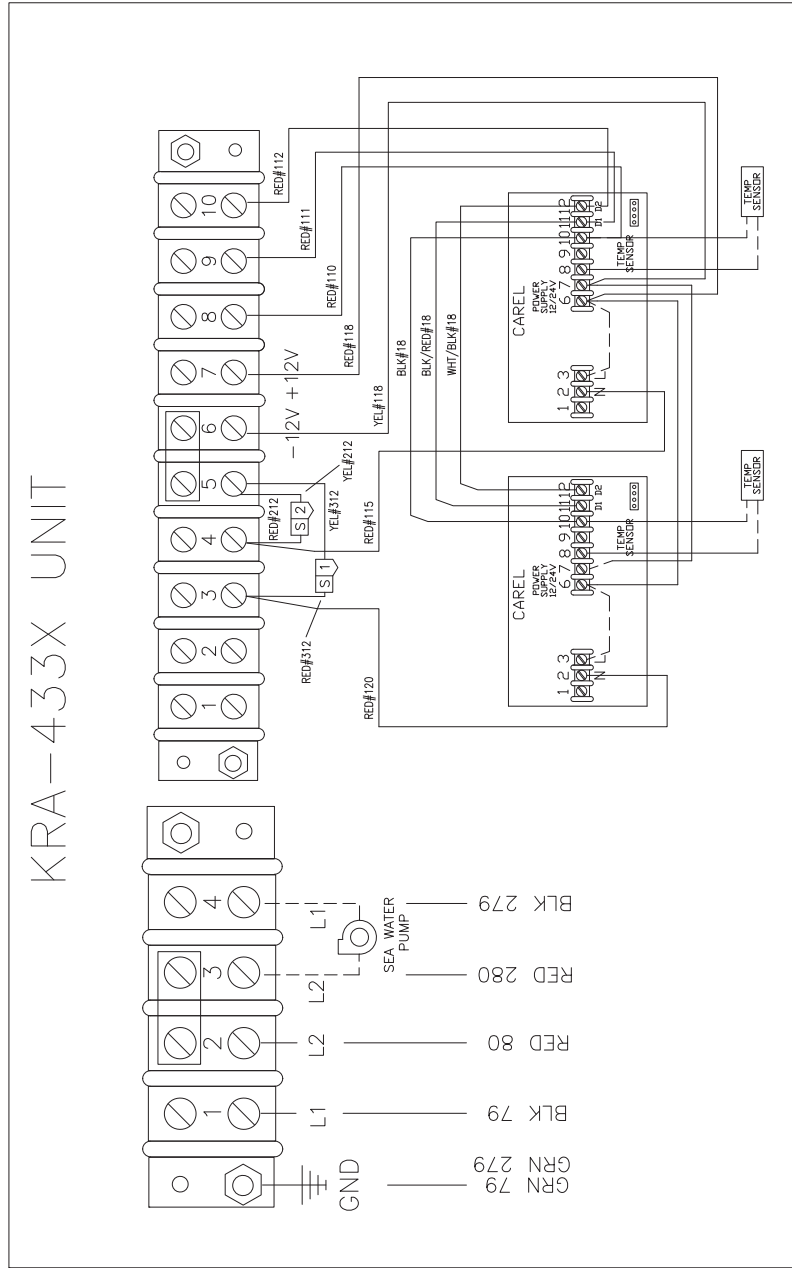 KRA-433X UNIT
1
2
3
4
GND
L1
L2
L2
L1
SEA WATER
PUMP
GRN 79
GRN 279
BLK 79
RED 80
RED 280
BLK 279
1
2
3
4
5
6
7
8
9
10
-12V +12V
RED#312
RED#212
YEL#312
YEL#212
S 1
S 2
RED#120
RED#115
YEL#118
RED#118
RED#110
RED#111
RED#112
BLK#18
BLK/RED#18
WHT/BLK#18
CAREL
POWER
SUPPLY
12/24V
1 2 3
N L
6 7 8 9 10 11 12
D1 D2
TEMP
SENSOR
TEMP
SENSOR
CAREL
POWER
SUPPLY
12/24V
1 2 3
N L
6 7 8 9 10 11 12
D1 D2
TEMP
SENSOR
TEMP
SENSOR